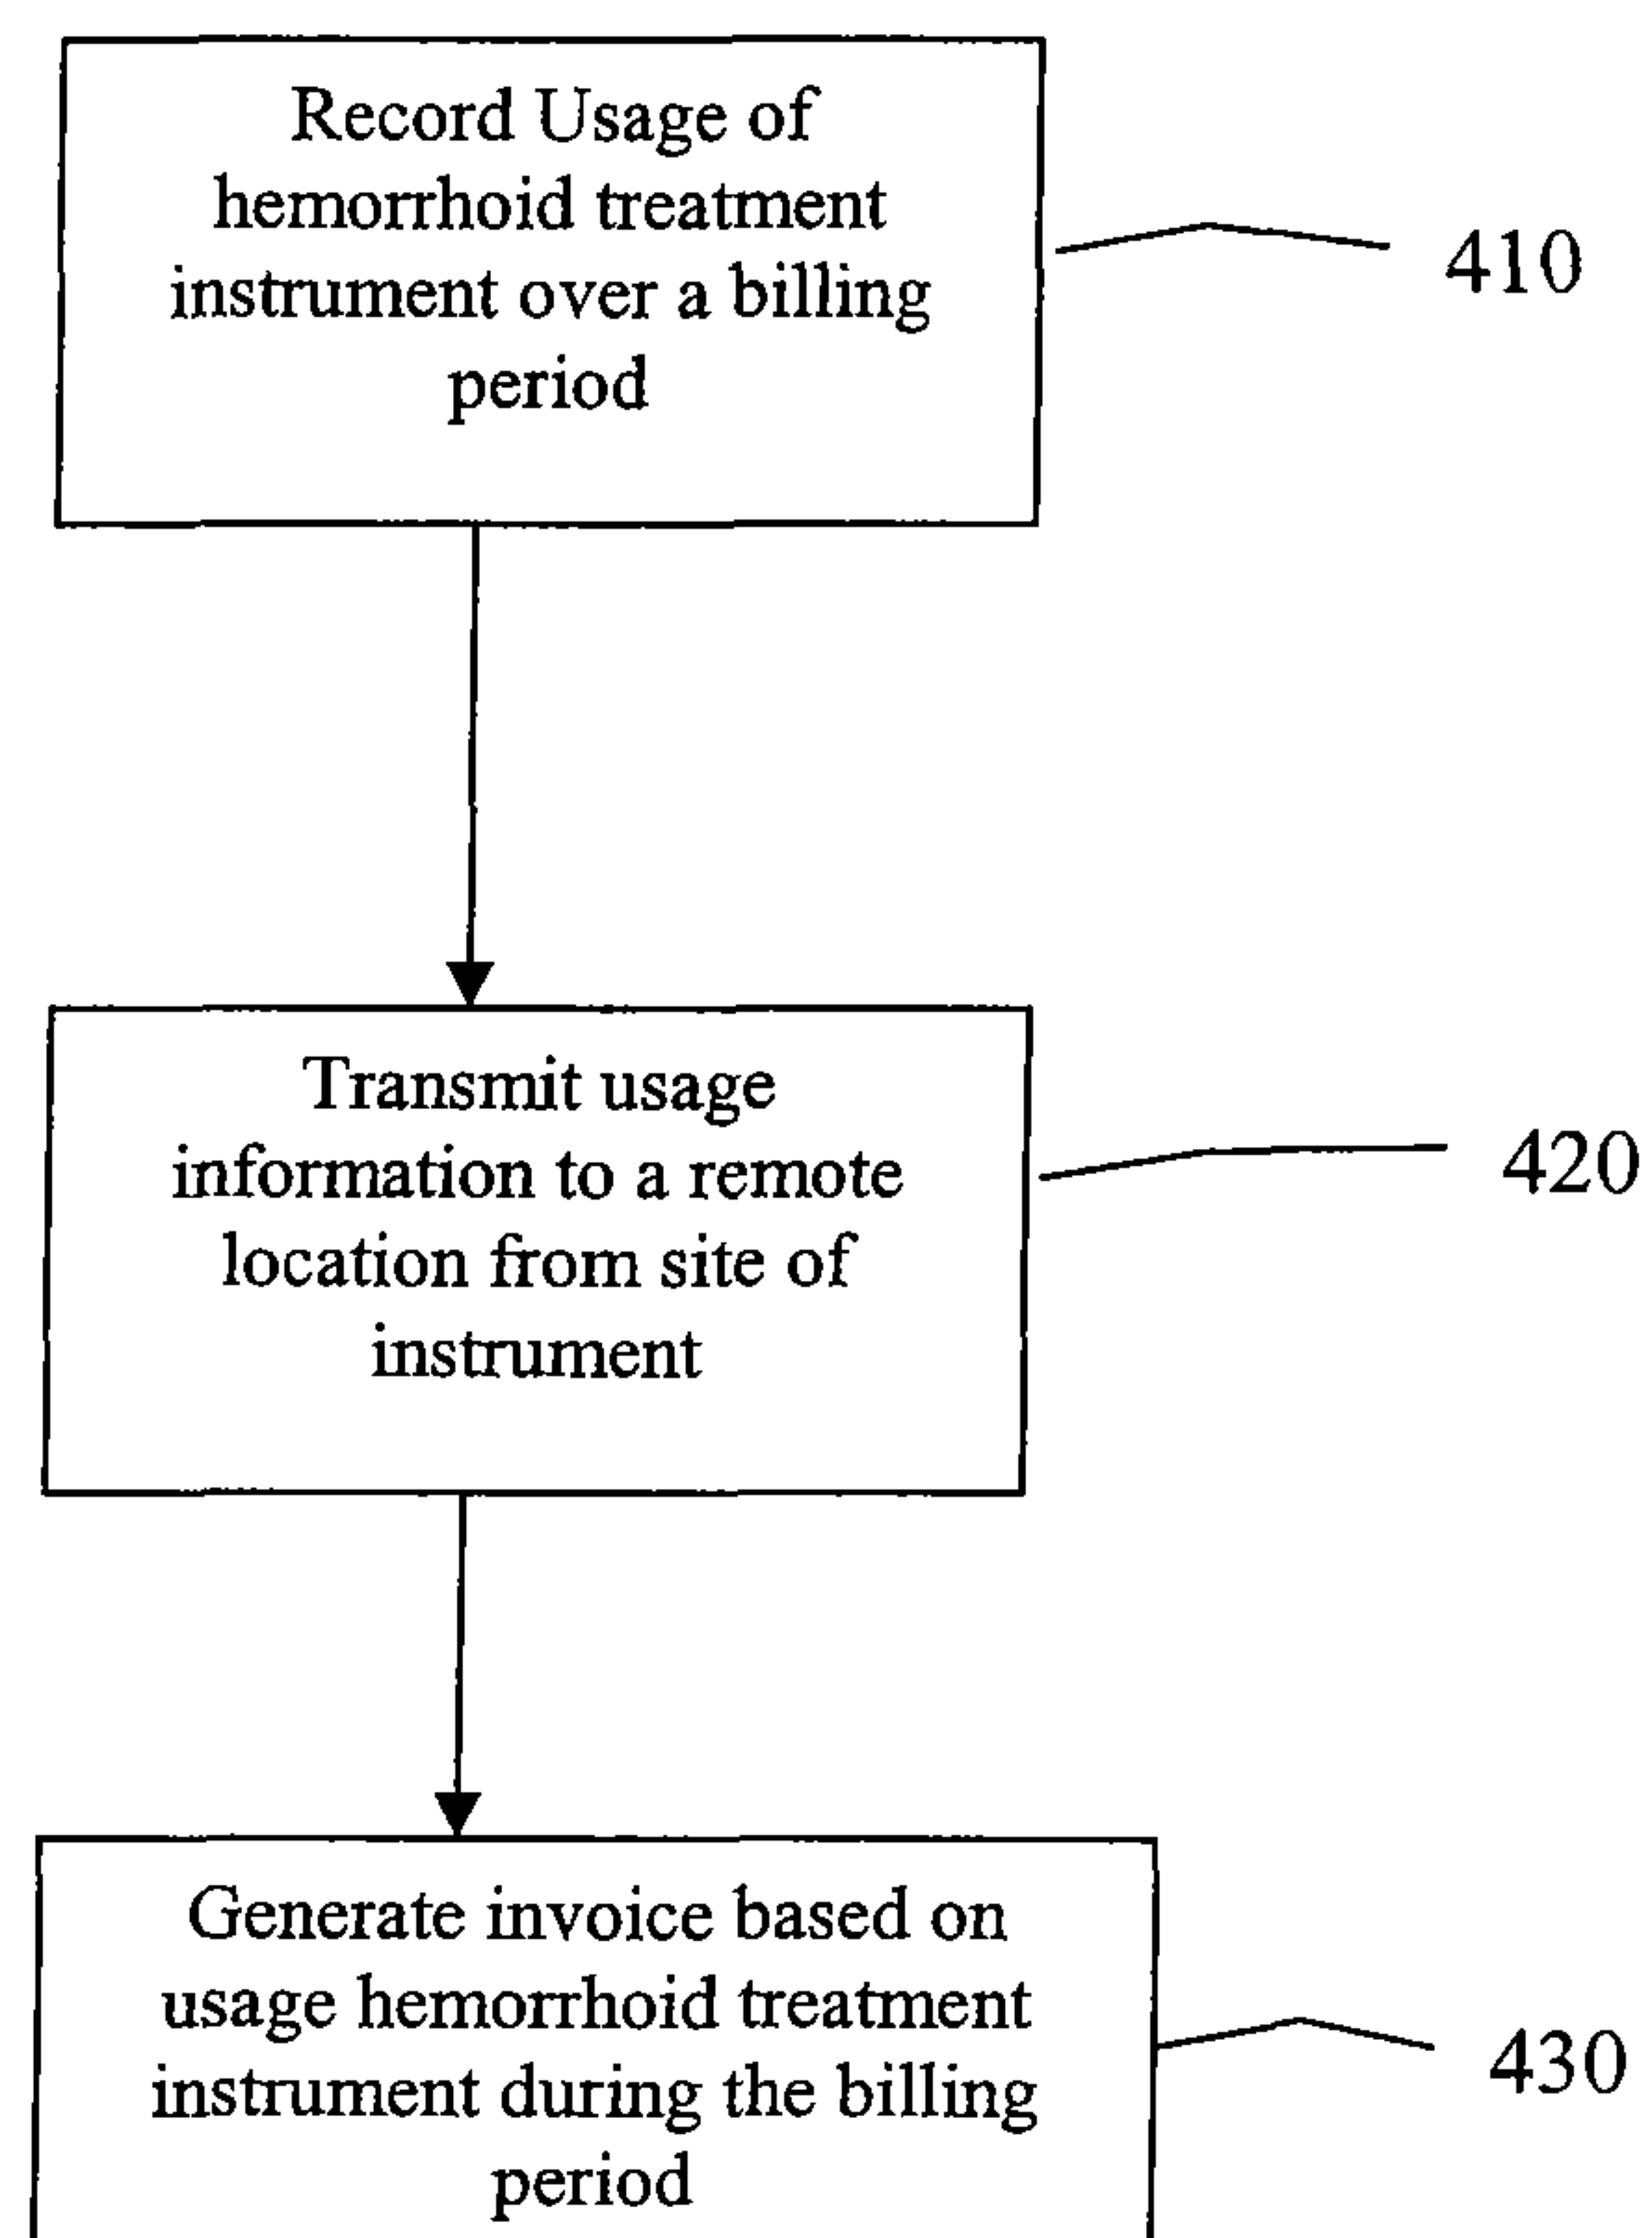 Record Usage of
hemorrhoid treatment
instrument over a billing
period
410
Transmit usage
information to a remote
location from site of
instrument
420
Generate invoice based on
usage hemorrhoid treatment
instrument during the billing
period
430